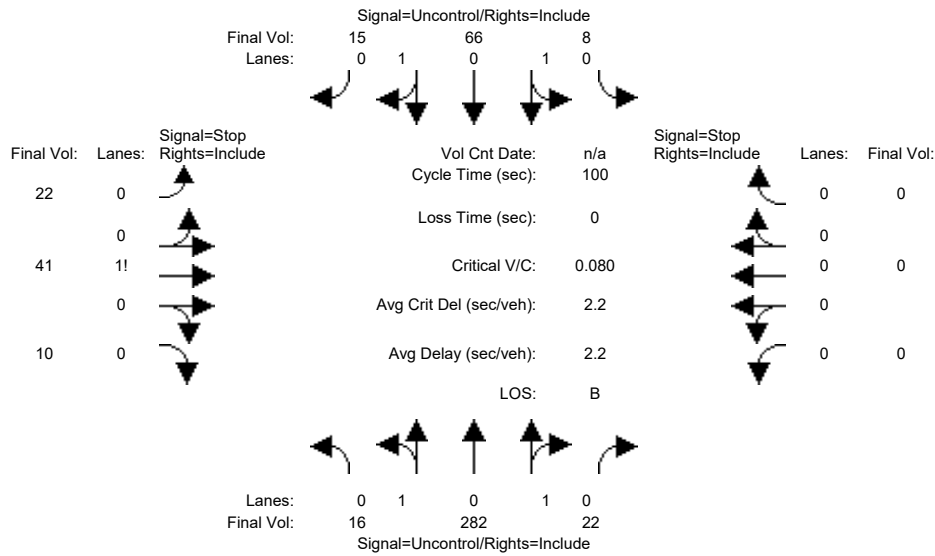 Signal=Uncontrol/Rights=Include
Final Vol: 15 66 8
Lanes: 0 1 0 1 0
Signal=Stop Signal=Stop
Final Vol: Lanes: Rights=Include Vol Cnt Date: n/a Rights=Include Lanes: Final Vol:
Cycle Time (sec): 100
22 0 0 0
Loss Time (sec): 0
0 0
41 1! Critical V/C: 0.080 0 0
0 Avg Crit Del (sec/veh): 2.2 0
10 0 Avg Delay (sec/veh): 2.2 0 0
LOS: B
Lanes: 0 1 0 1 0
Final Vol: 16 282 22
Signal=Uncontrol/Rights=Include